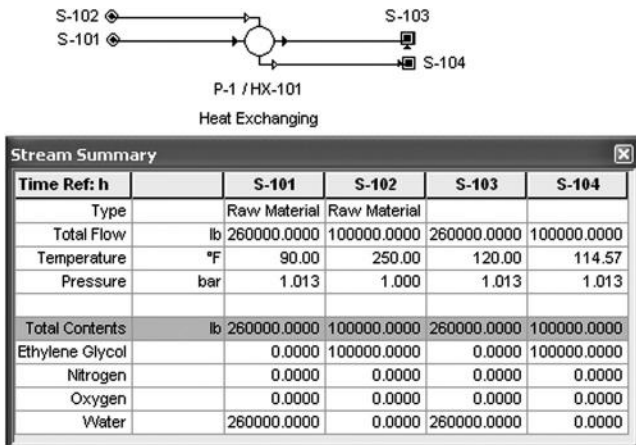 S-102 S-103
S-101
S-104
P-1 / HX-101
Heat Exchanging
Stream Summary
Time Ref: h S-101 S-102 S-103 S-104
Type Raw Material Raw Material
Total Flow lb 260000.0000 100000.0000 260000.0000 100000.0000
Temperature °F 90.00 250.00 120.00 114.57
Pressure bar 1.013 1.000 1.013 1.013
Total Contents lb 260000.0000 100000.0000 260000.0000 100000.0000
Ethylene Glycol 0.0000 100000.0000 0.0000 100000.0000
Nitrogen 0.0000 0.0000 0.0000 0.0000
Oxygen 0.0000 0.0000 0.0000 0.0000
Water 260000.0000 0.0000 260000.0000 0.0000